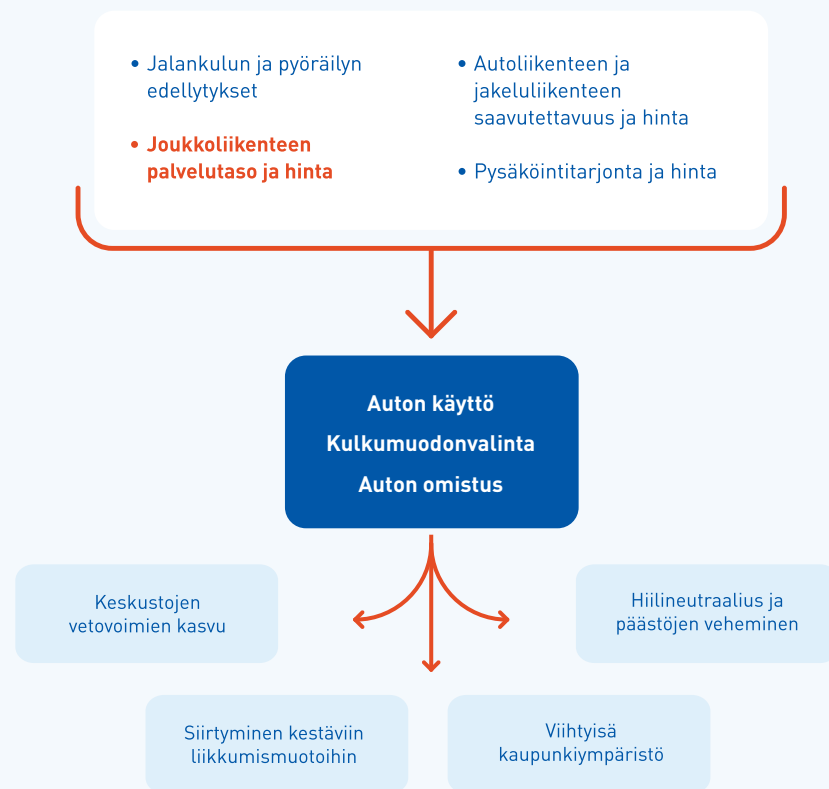 • Jalankulun ja pyöräilyn
edellytykset
• Joukkoliikenteen
palvelutaso ja hinta
• Autoliikenteen ja
jakeluliikenteen
saavutettavuus ja hinta
• Pysäköintitarjonta ja hinta
Auton käyttö
Kulkumuodonvalinta
Auton omistus
Keskustojen
vetovoimien kasvu
Hiilineutraalius ja
päästöjen veheminen
Siirtyminen kestäviin
liikkumismuotoihin
Viihtyisä
kaupunkiympäristö